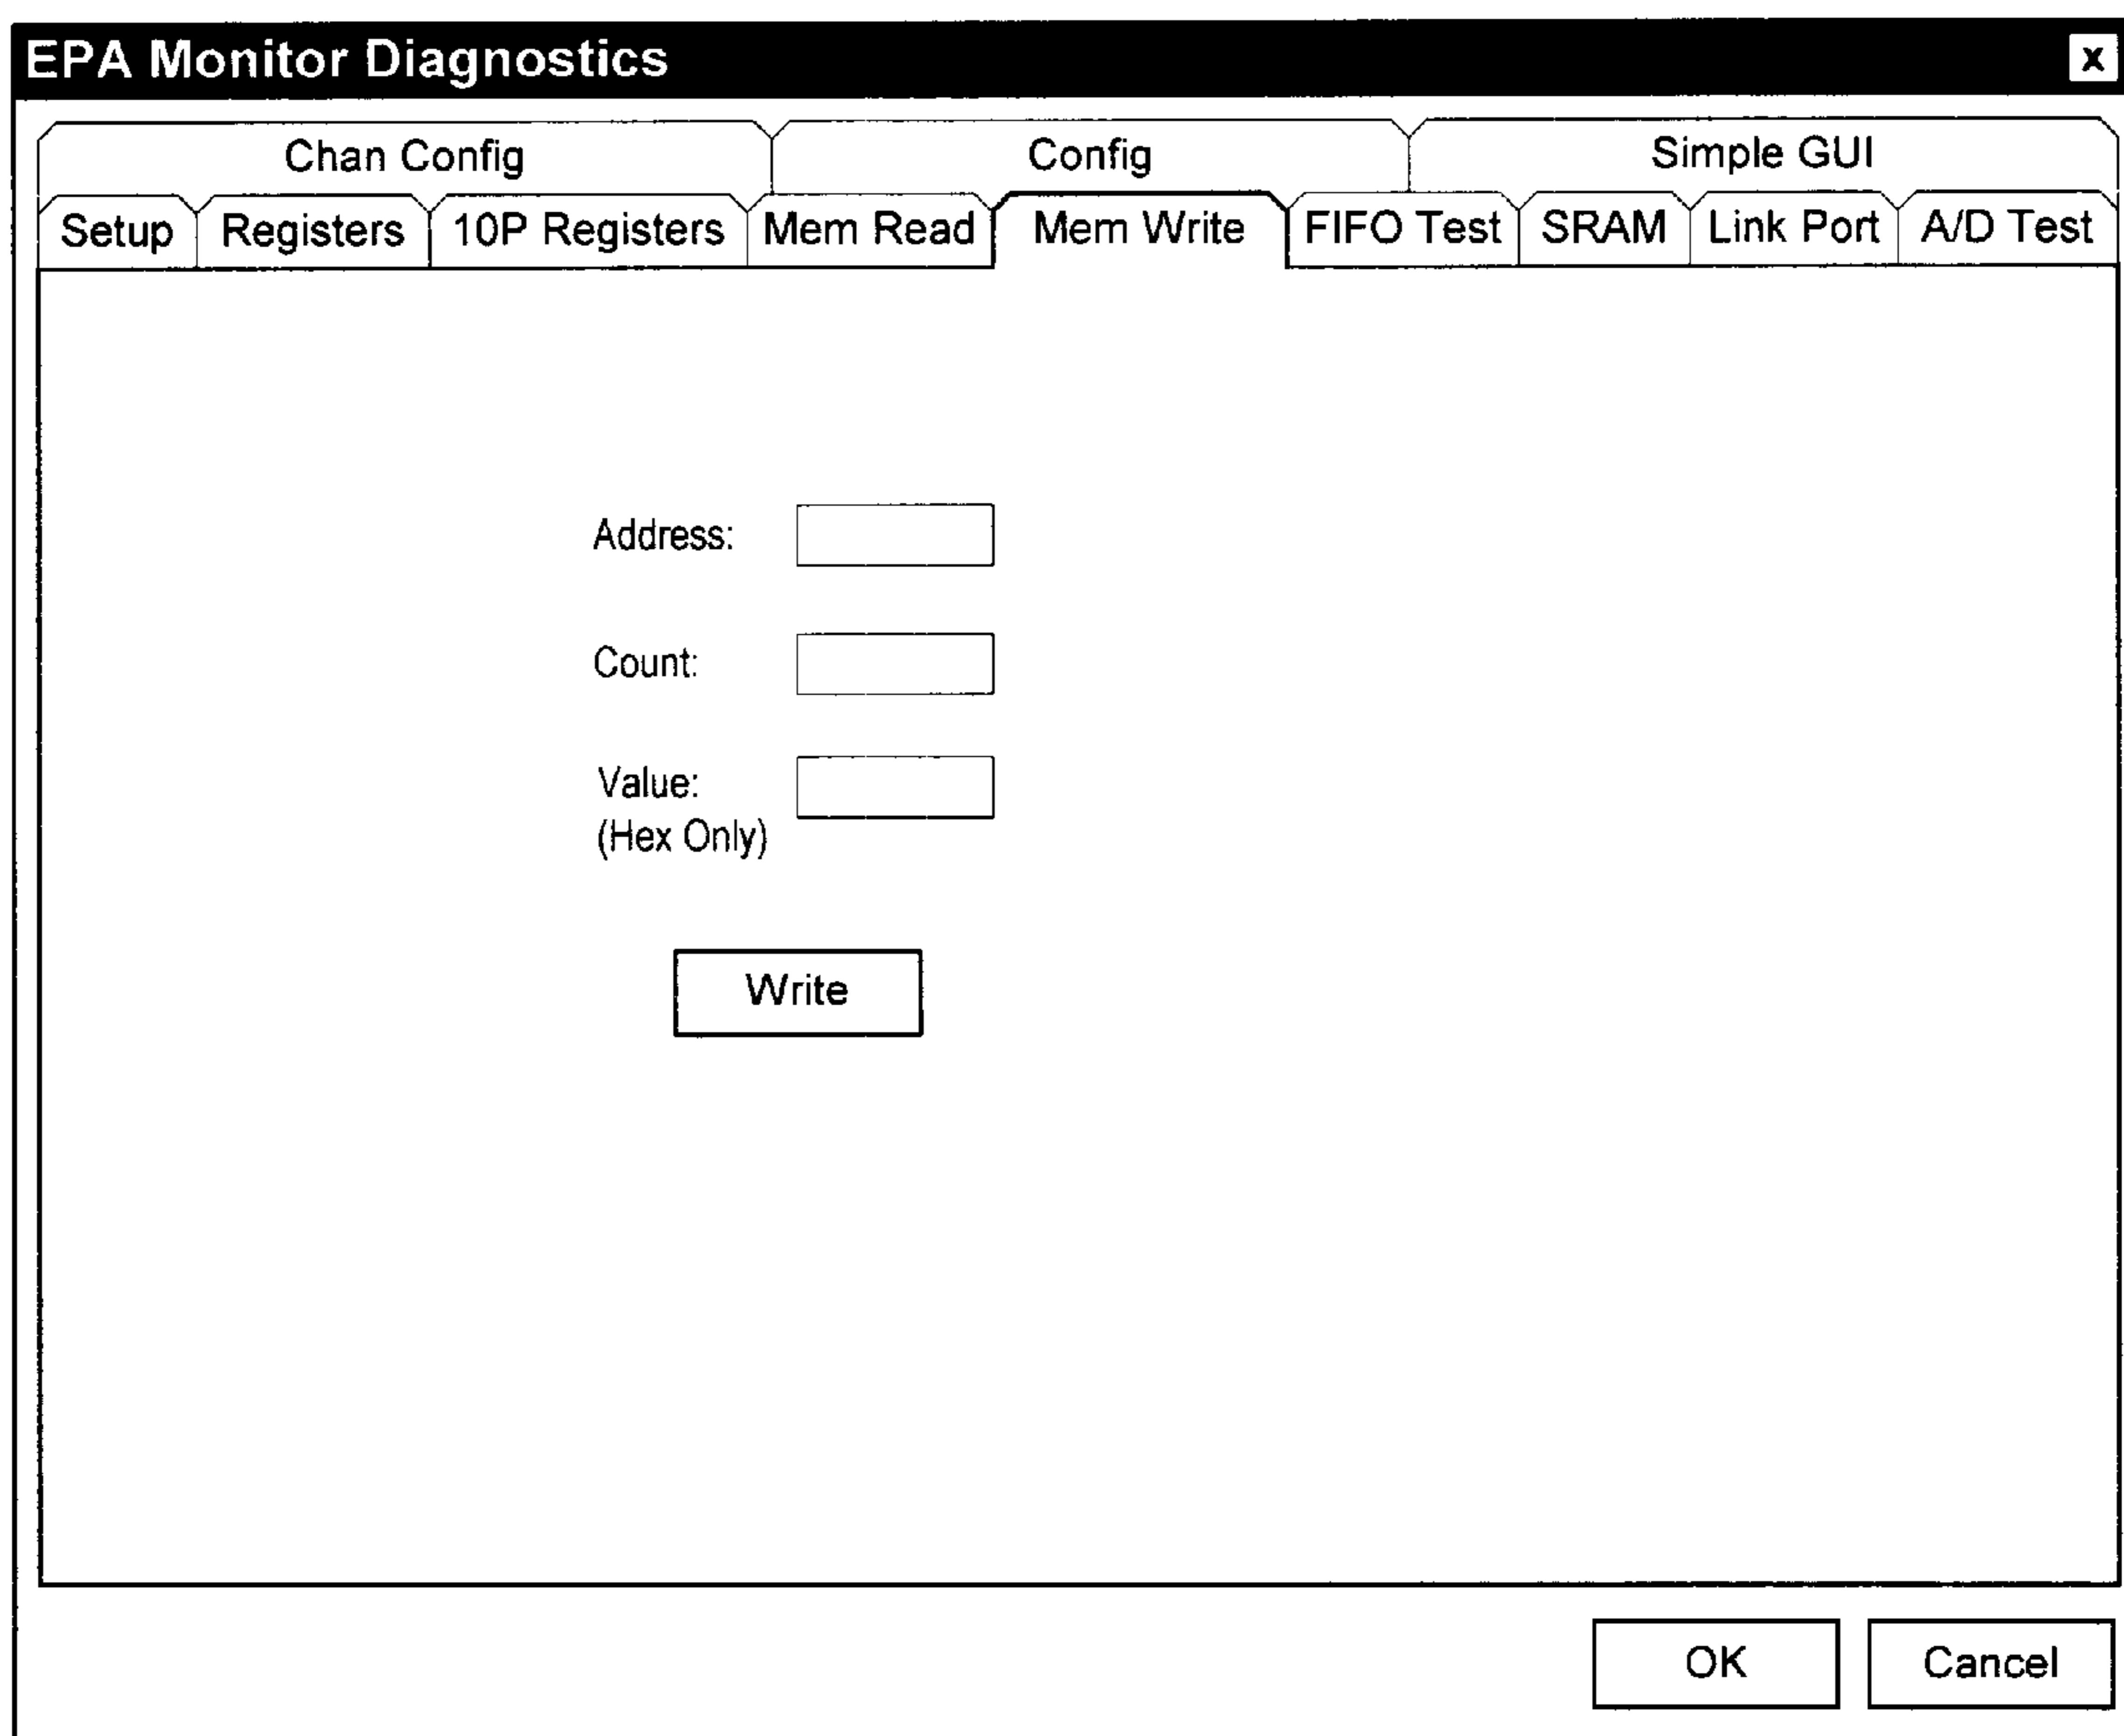 EPA Monitor Diagnostics x
Chan Config Config Simple GUI
Setup Registers 10P Registers Mem Read Mem Write FIFO Test SRAM Link Port A/D Test
Address:
Count:
Value:
(Hex Only)
Write
OK Cancel